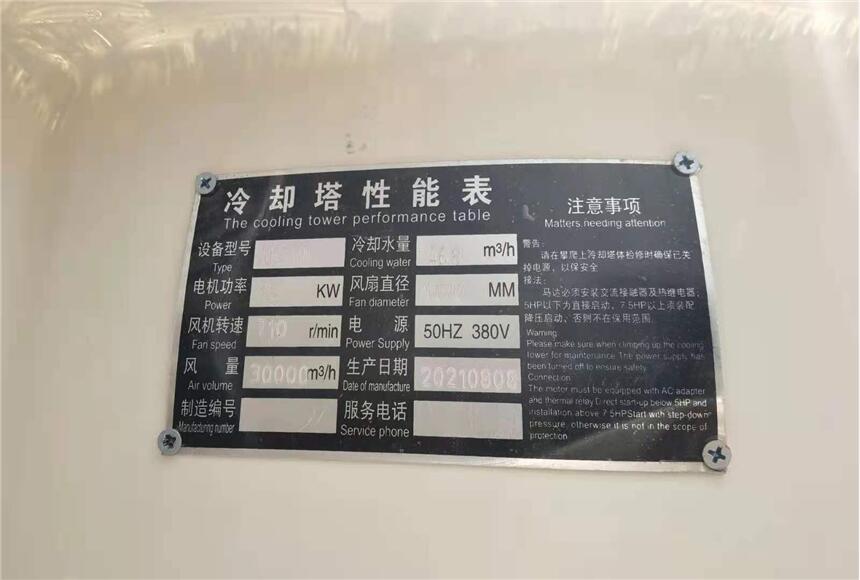 冷却塔性能表
The cooling tower performance table
设备型号
Type
冷却水量
Cooling water
m³/h
电机功率
Power
KW
风扇直径
Fan diameter
MM
风机转速
Fan speed
710 r/min
电 源
Power Supply
50HZ 380V
风 量
Air volume
30000 m³/h
生产日期
Date of manufacture
20210808
制造编号
Manufacturing number
服务电话
Service phone
注意事项
Matters needing attention
警告:
请在攀爬上冷却塔体检修时确保已关
掉电源，以保安全
接法:
马达必须安装交流接触器及热继电器,
5HP以下为直接启动，7.5HP以上须装配
降压启动，否则不在保用范围.
Warning:
Please make sure when climping up the cooling
tower for maintenance The power supply has
been turned off to ensure safety.
Connection:
The motor must be equipped with AC adapter
and thermal relay Direct start-up below 5HP and
installation above 7.5HPStart with step-down
pressure, otherwise it is not in the scope of
protection